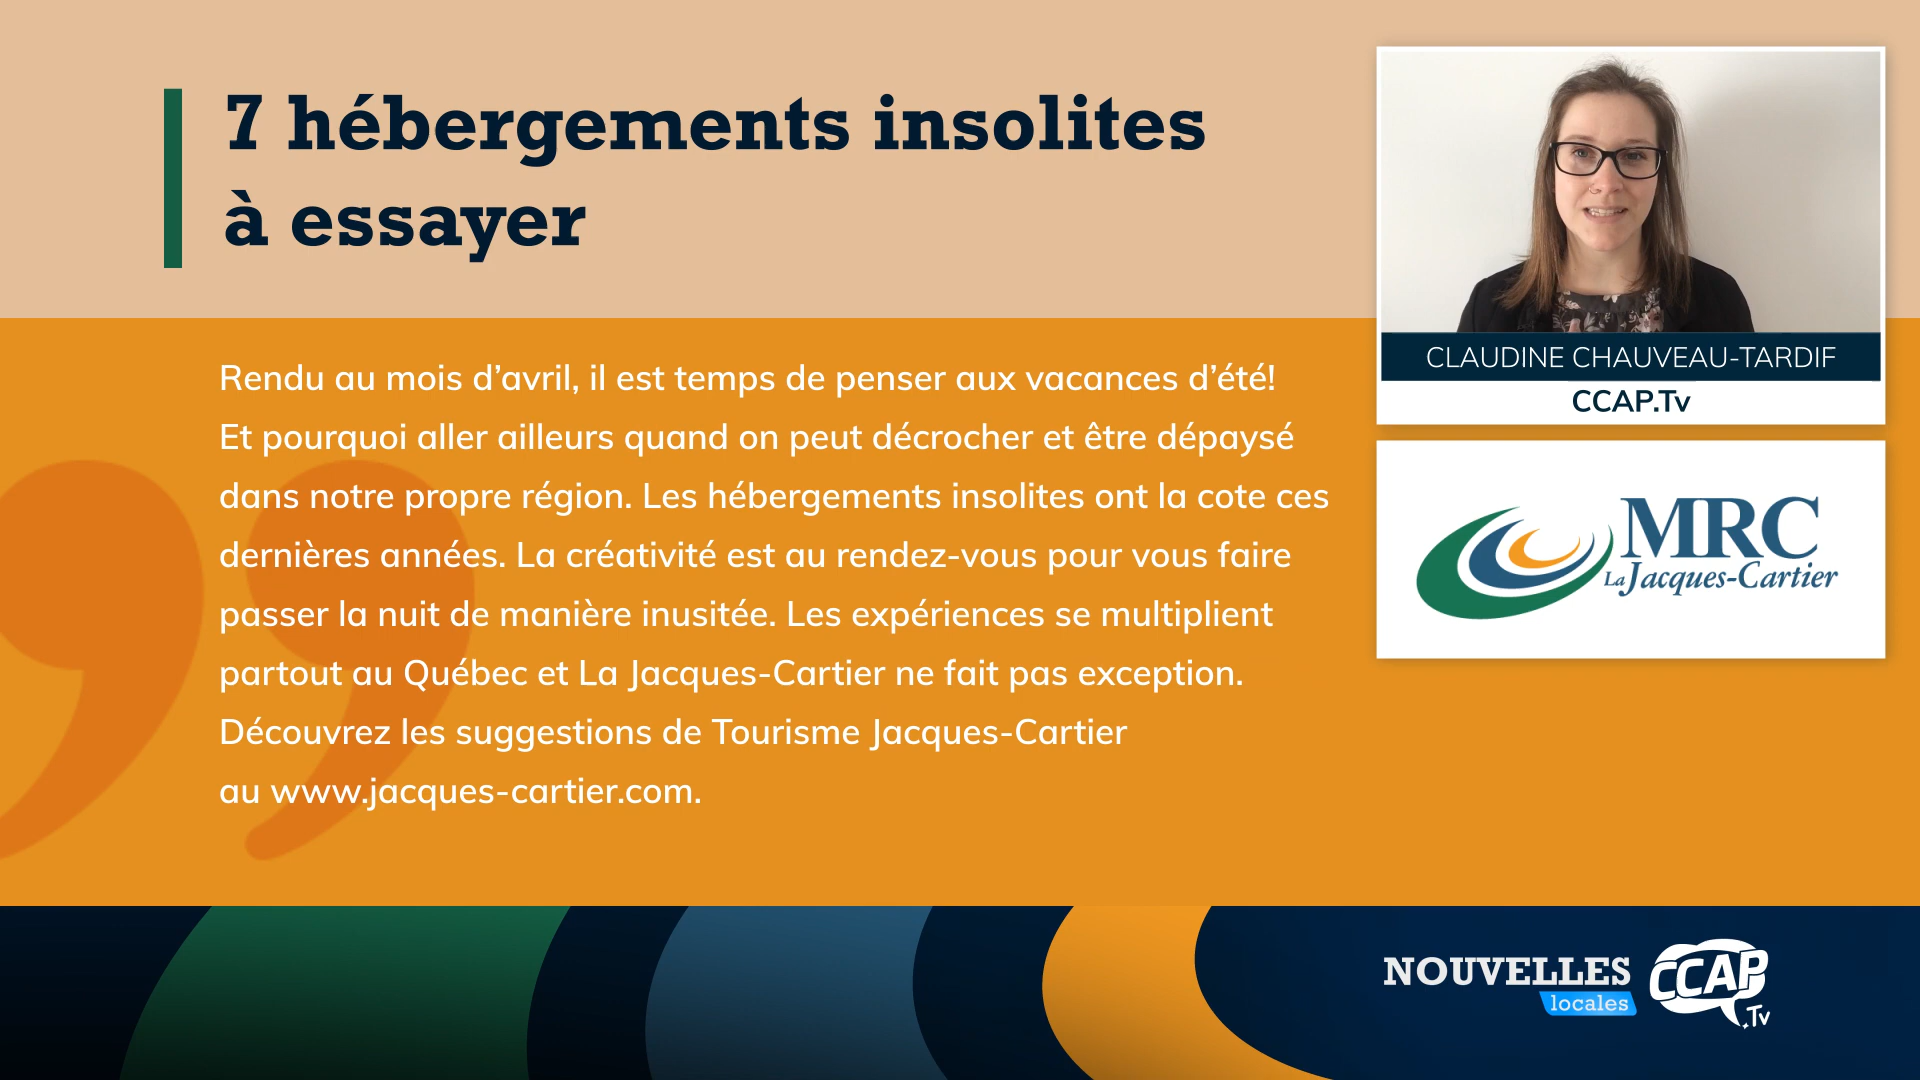 7 hébergements insolites
à essayer
Rendu au mois d’avril, il est temps de penser aux vacances d’été!
Et pourquoi aller ailleurs quand on peut décrocher et être dépaysé
dans notre propre région. Les hébergements insolites ont la cote ces
dernières années. La créativité est au rendez-vous pour vous faire
passer la nuit de manière inusitée. Les expériences se multiplient
partout au Québec et La Jacques-Cartier ne fait pas exception.
Découvrez les suggestions de Tourisme Jacques-Cartier
au www.jacques-cartier.com.
CLAUDINE CHAUVEAU-TARDIF
CCAP.Tv
MRC
La Jacques-Cartier
NOUVELLES
locales
CCAP
.Tv